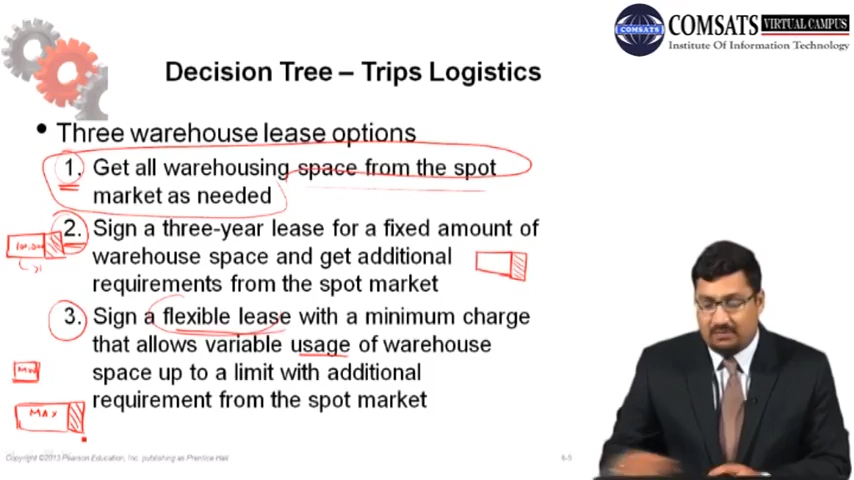 COMSATS VIRTUAL CAMPUS
COMSATS
Institute Of Information Technology
Decision Tree – Trips Logistics
• Three warehouse lease options
1. Get all warehousing space from the spot
market as needed
2. Sign a three-year lease for a fixed amount of
100,000
warehouse space and get additional
requirements from the spot market
3. Sign a flexible lease with a minimum charge
that allows variable usage of warehouse
MIN
space up to a limit with additional
MAX
requirement from the spot market
Copyright ©2013 Pearson Education, Inc. publishing as Prentice Hall.